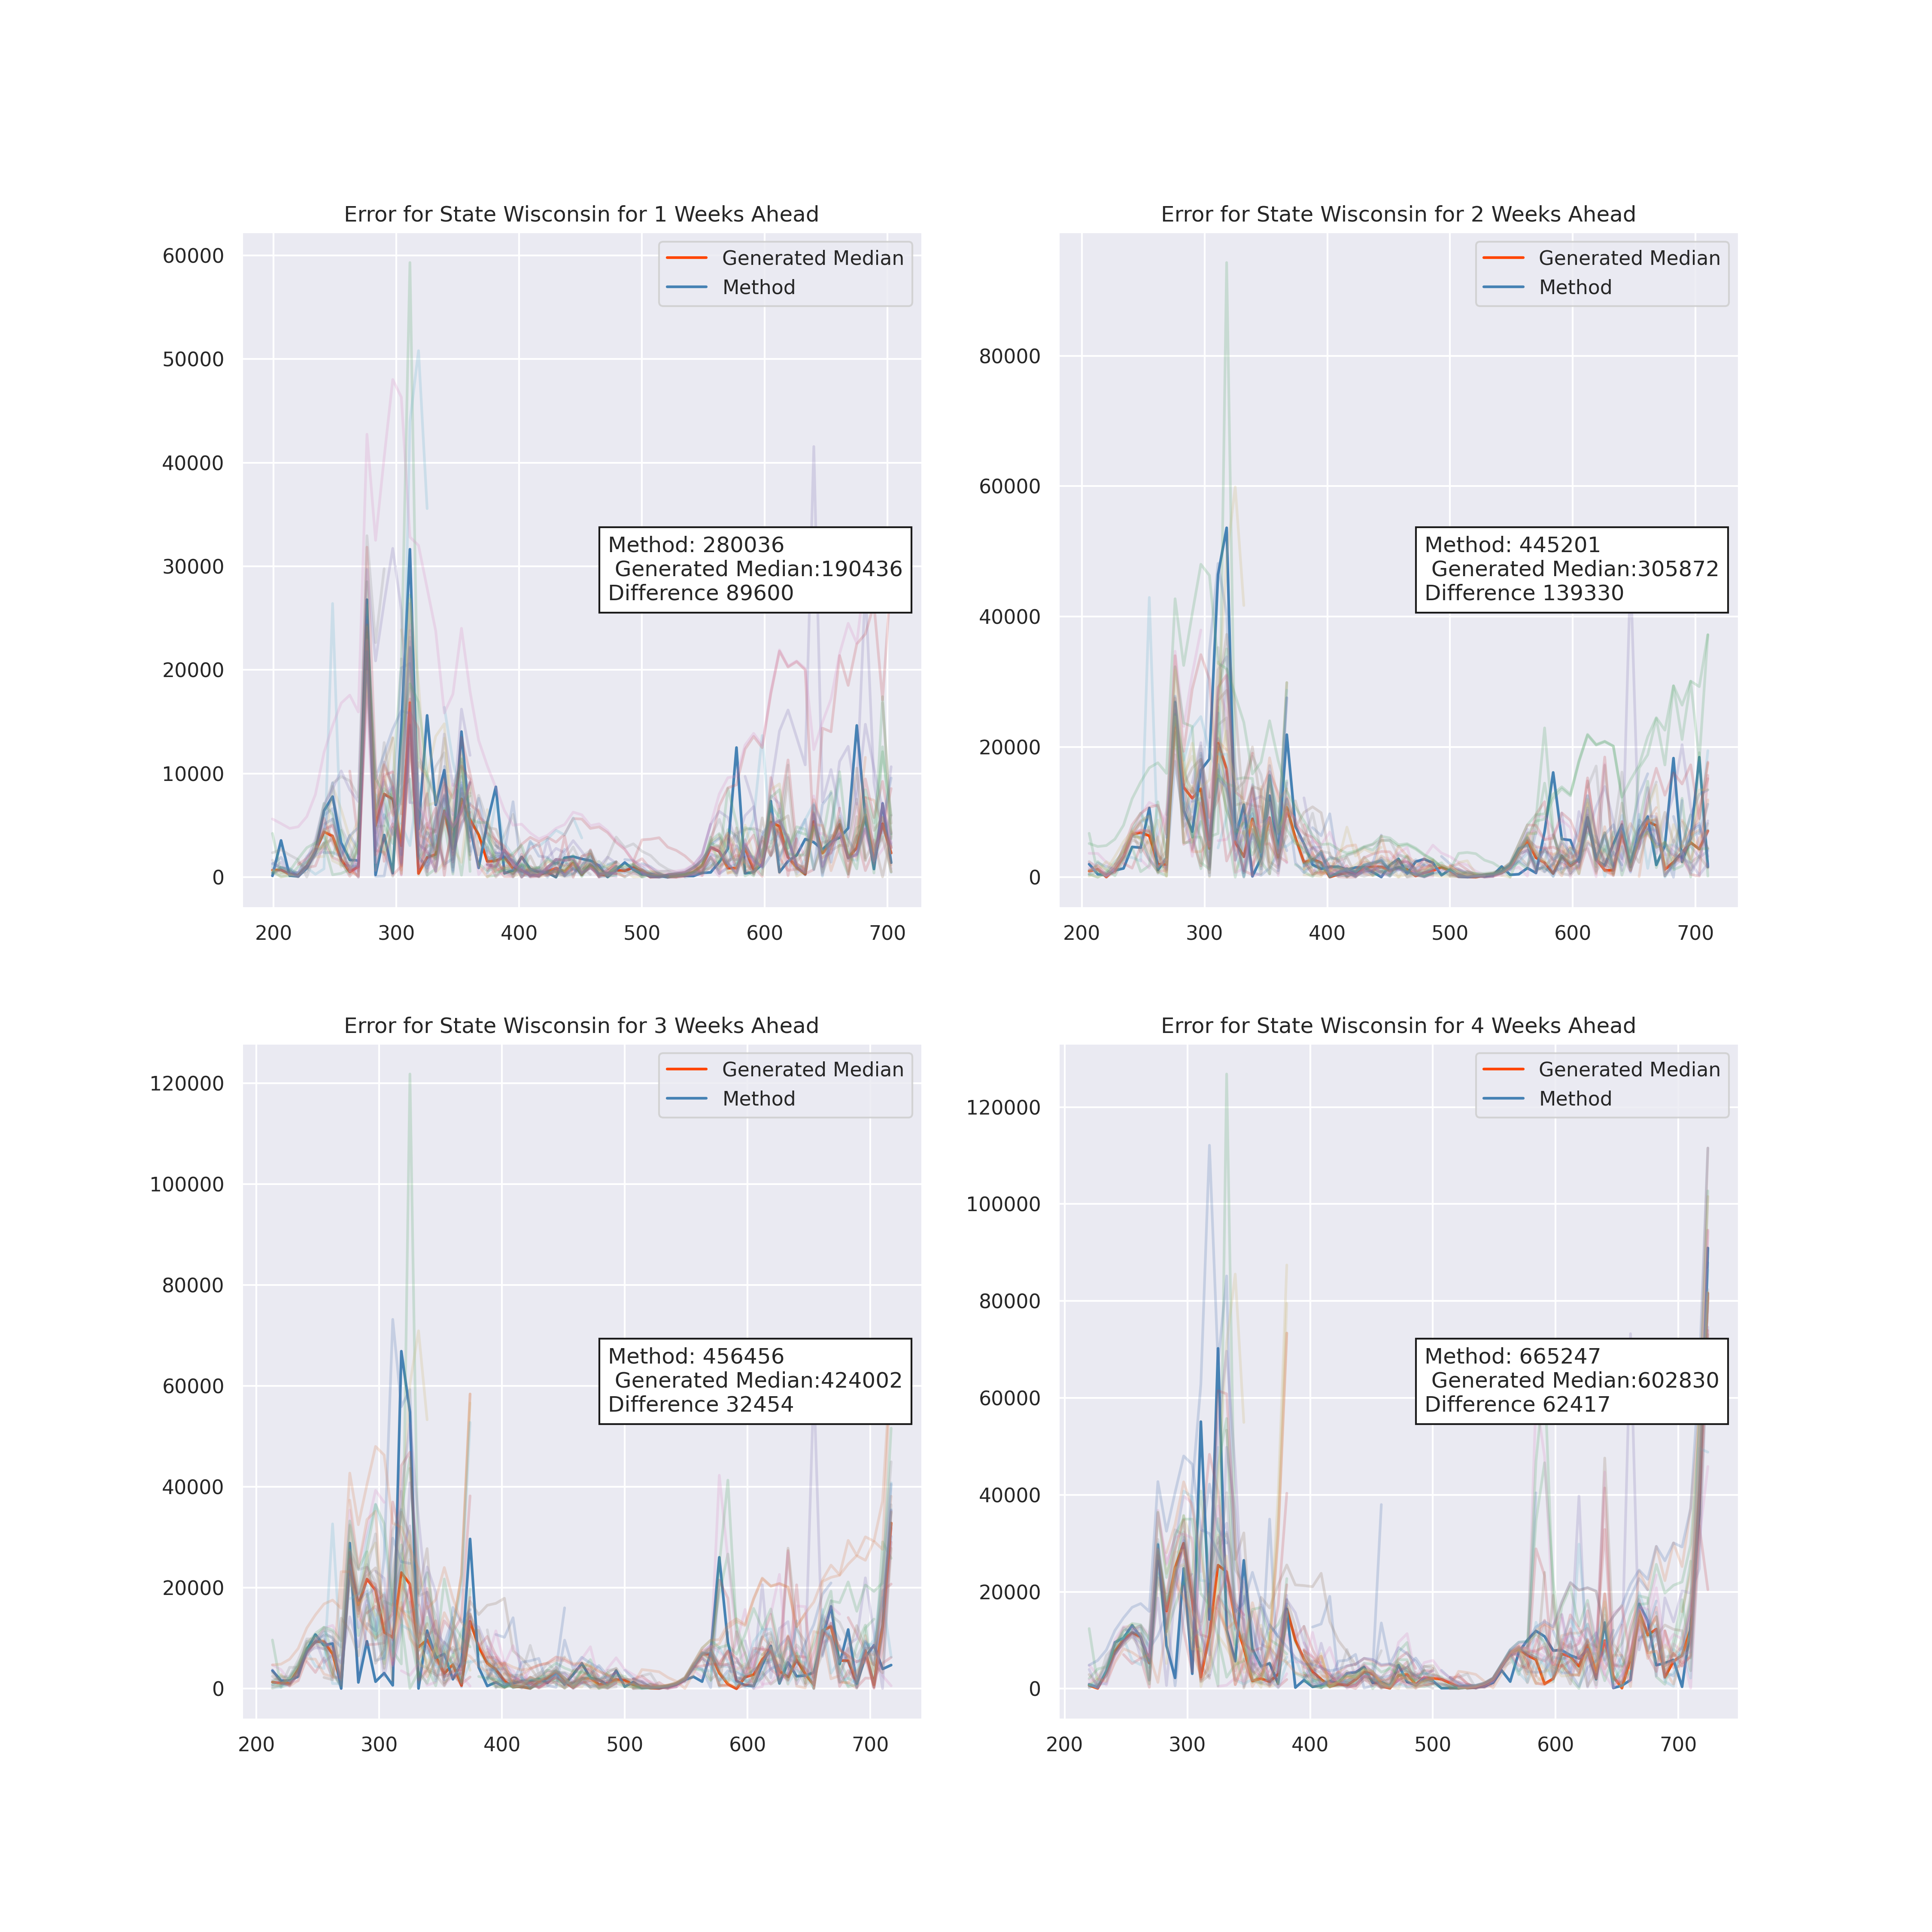 Error for State Wisconsin for 1 Weeks Ahead
60000
50000
40000
30000
20000
10000
0
200 300 400 500 600 700
Generated Median
Method
Method: 280036
Generated Median:190436
Difference 89600
Error for State Wisconsin for 2 Weeks Ahead
80000
60000
40000
20000
0
200 300 400 500 600 700
Generated Median
Method
Method: 445201
Generated Median:305872
Difference 139330
Error for State Wisconsin for 3 Weeks Ahead
120000
100000
80000
60000
40000
20000
0
200 300 400 500 600 700
Generated Median
Method
Method: 456456
Generated Median:424002
Difference 32454
Error for State Wisconsin for 4 Weeks Ahead
120000
100000
80000
60000
40000
20000
0
200 300 400 500 600 700
Generated Median
Method
Method: 665247
Generated Median:602830
Difference 62417